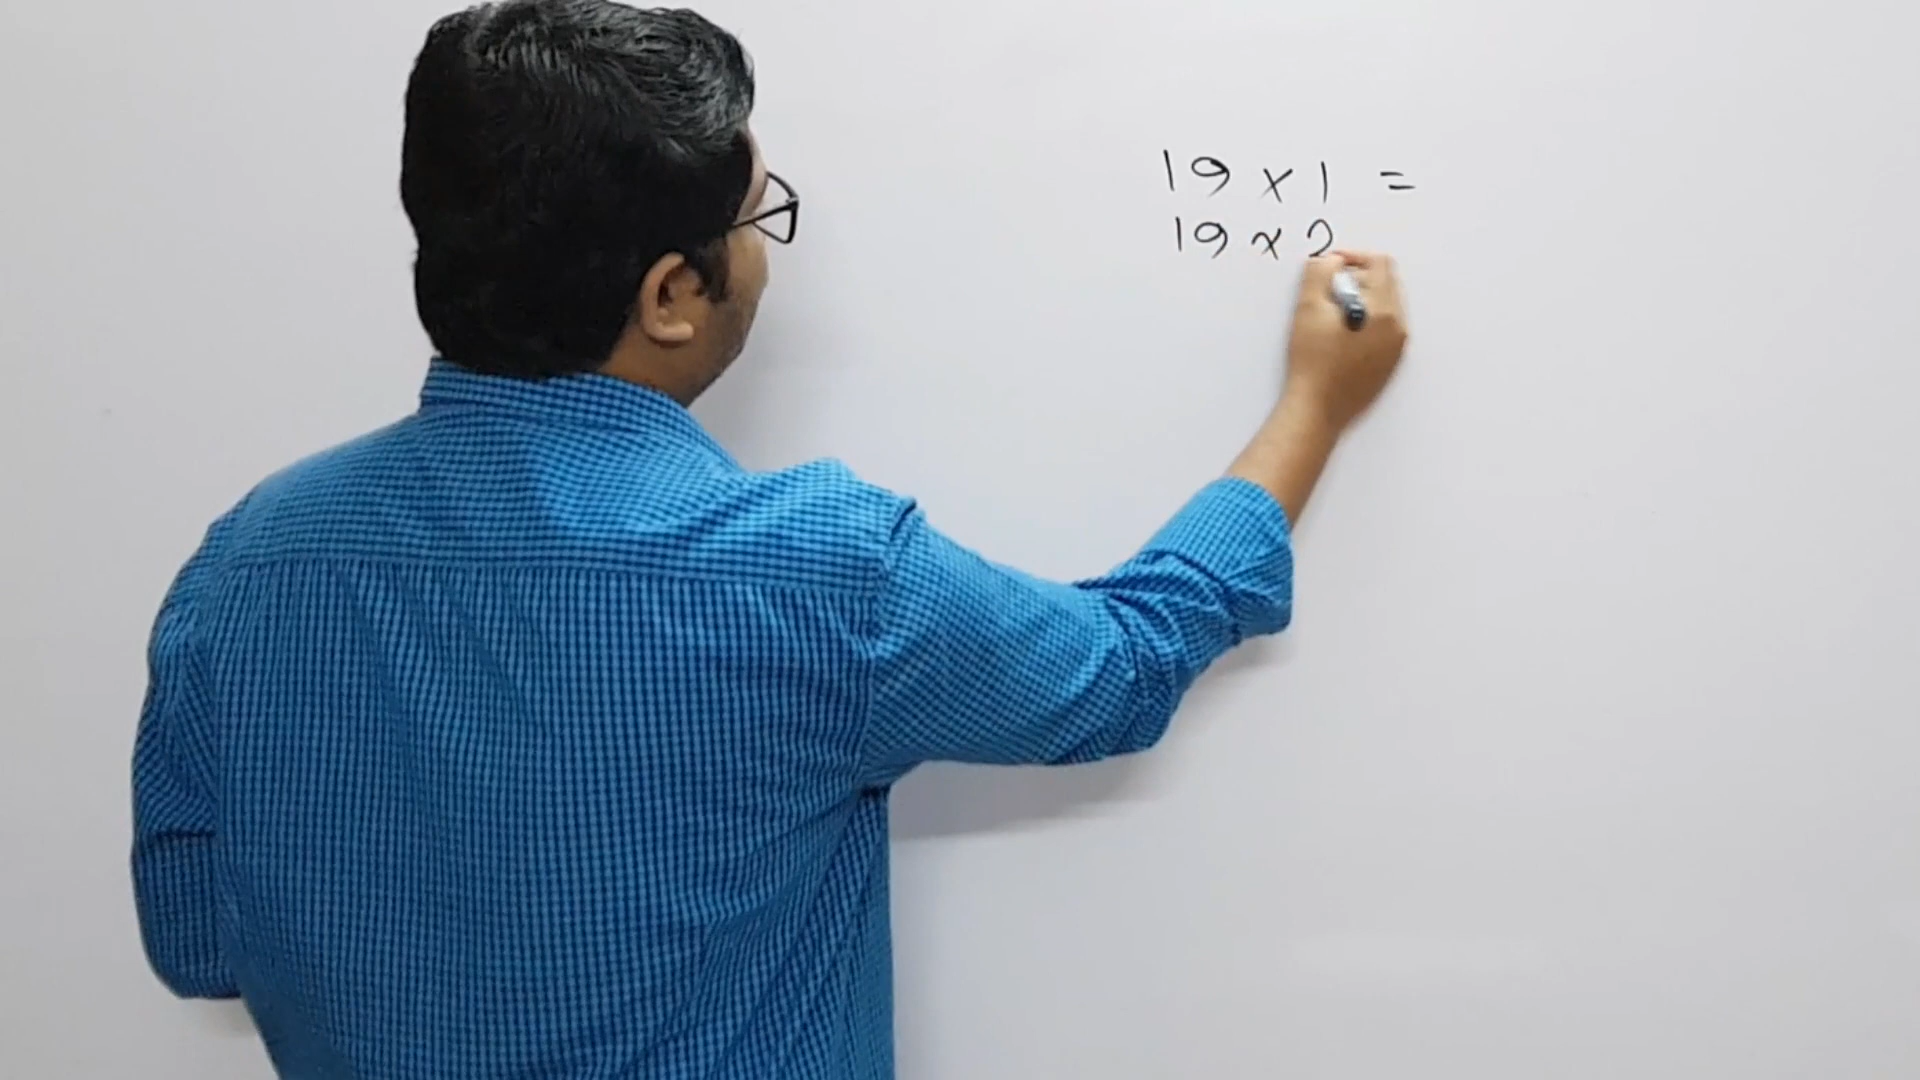 19 x 1 =
19 x 2